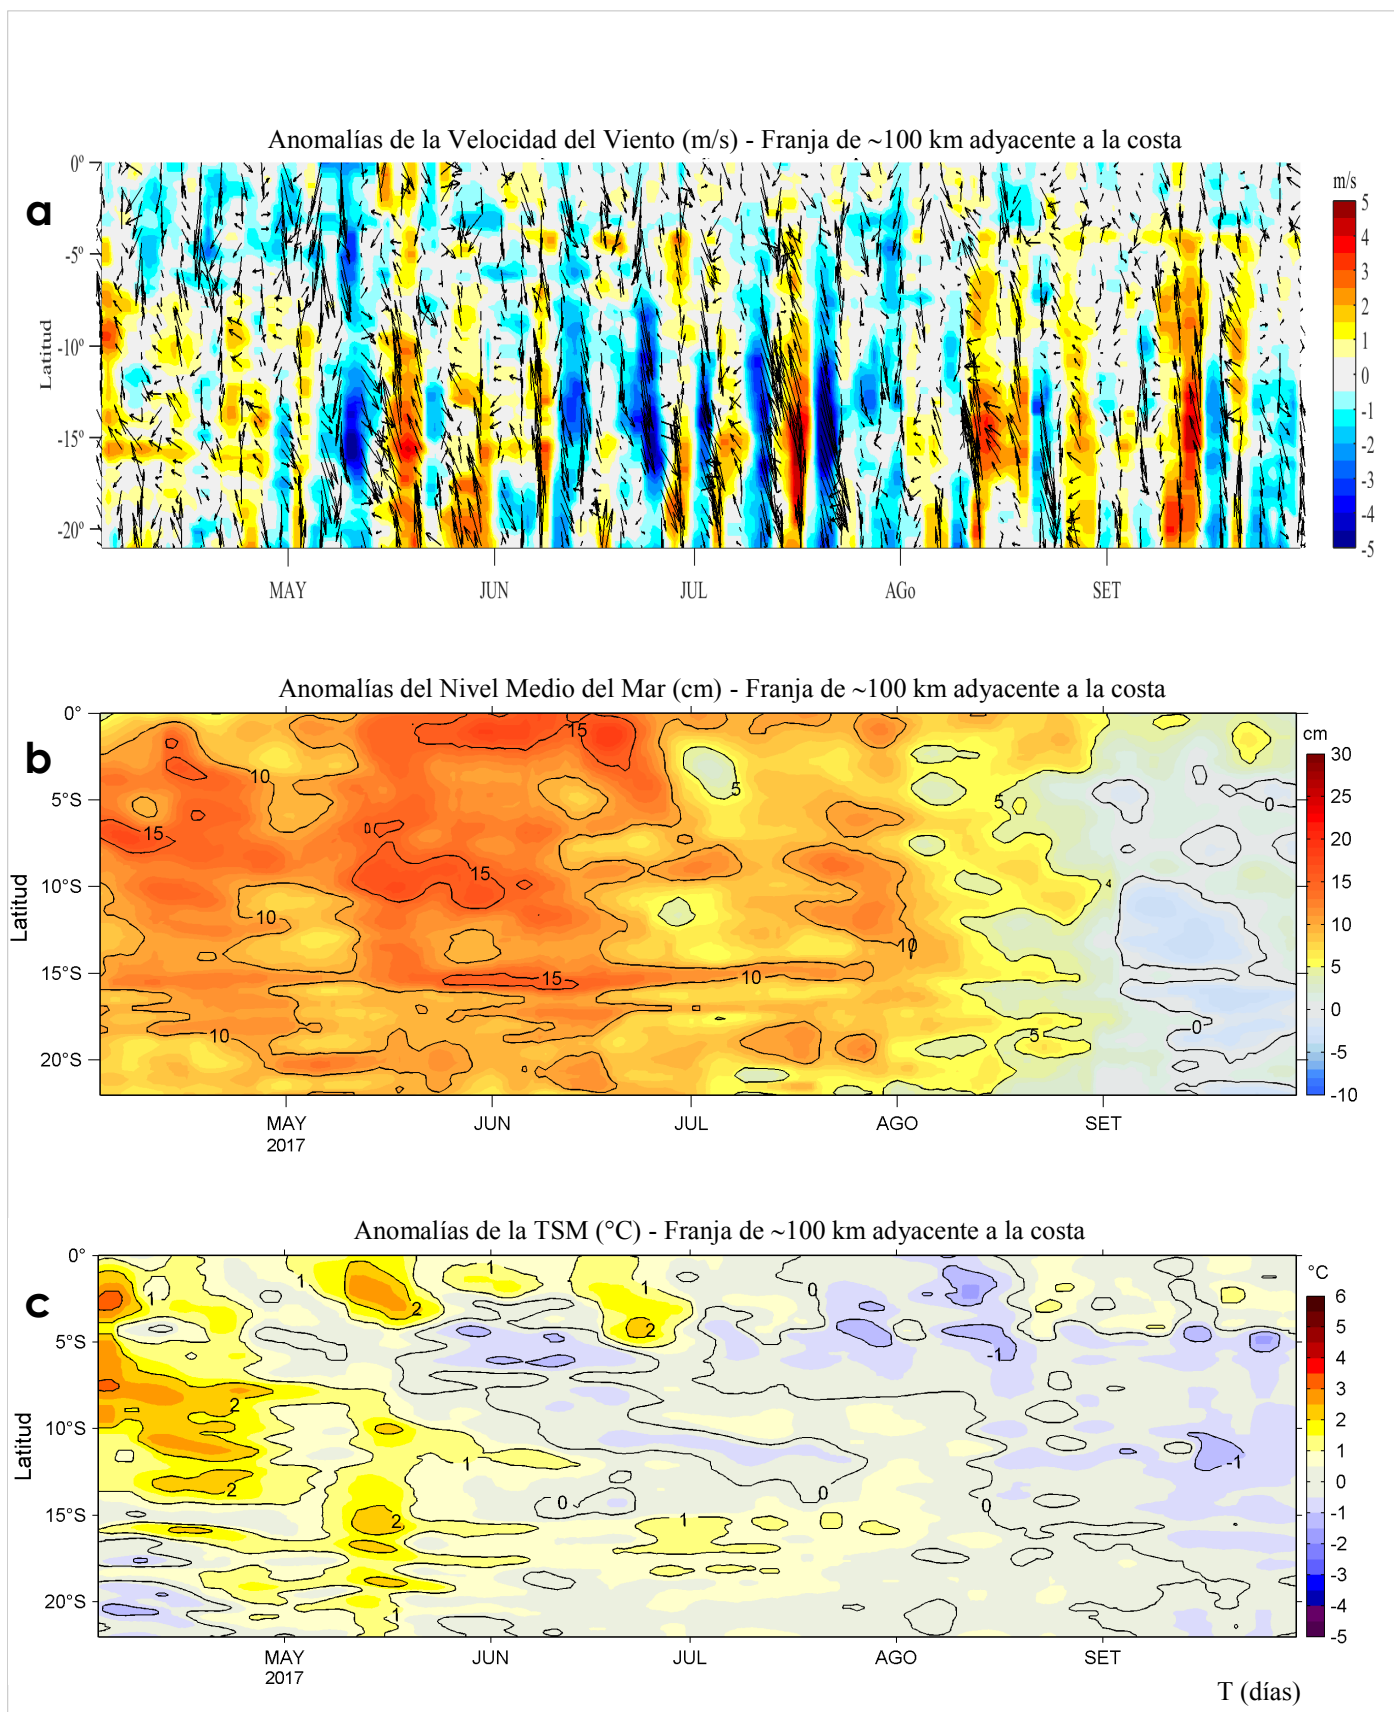 Anomalías de la Velocidad del Viento (m/s) - Franja de ~100 km adyacente a la costa
a
Latitud
0º
-5º
-10º
-15º
-20º
MAY
JUN
JUL
AGo
SET
m/s
5
5
4
3
2
1
0
-1
-2
-3
-4
-5
Anomalías del Nivel Medio del Mar (cm) - Franja de ~100 km adyacente a la costa
b
Latitud
0°
5°S
10°S
15°S
20°S
15
10
15
5
5
0
15
4
10
10
15
10
10
5
0
MAY
2017
JUN
JUL
AGO
SET
cm
30
25
20
15
10
5
0
-5
-10
Anomalías de la TSM (°C) - Franja de ~100 km adyacente a la costa
c
Latitud
0°
5°S
10°S
15°S
20°S
1
1
1
1
0
2
2
-1
2
1
-1
2
0
0
0
2
1
1
MAY
2017
JUN
JUL
AGO
SET
°C
6
5
4
3
2
1
0
-1
-2
-3
-4
-5
T (días)